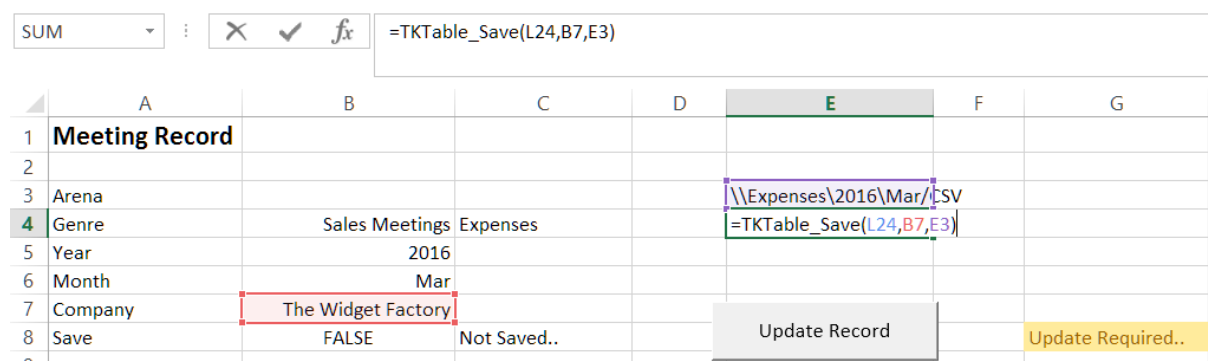 SUM fx =TKTable_Save(L24,B7,E3)
A B C D E F G
1 Meeting Record
2
3 Arena \\Expenses\2016\Mar/CSV
4 Genre Sales Meetings Expenses =TKTable_Save(L24,B7,E3)
5 Year 2016
6 Month Mar
7 Company The Widget Factory
8 Save FALSE Not Saved.. Update Record Update Required..